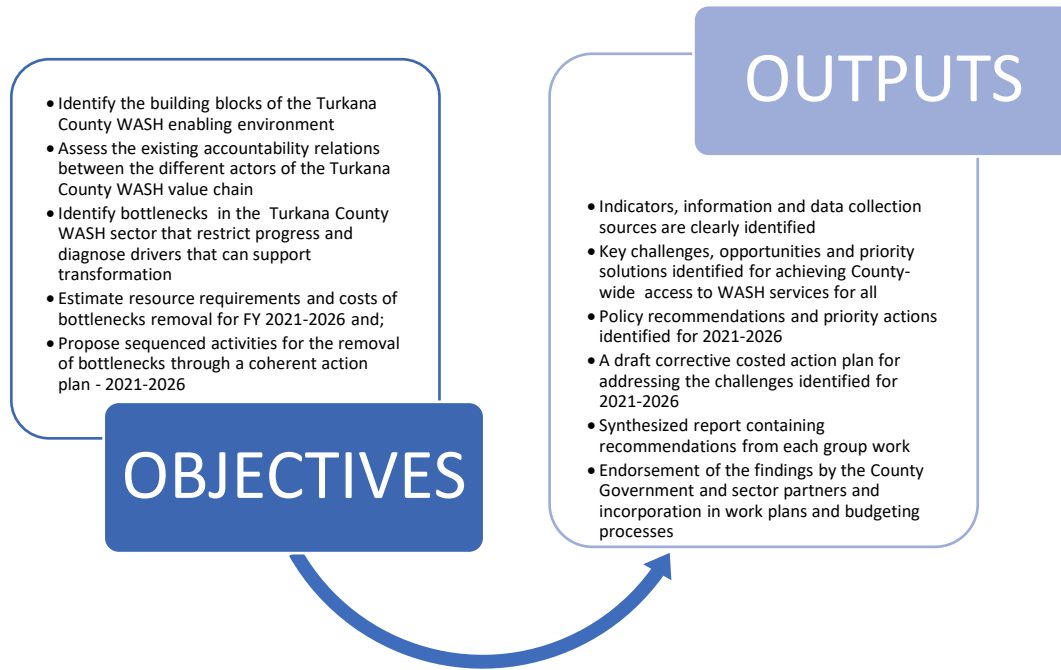 • Identify the building blocks of the Turkana
County WASH enabling environment
• Assess the existing accountability relations
between the different actors of the Turkana
County WASH value chain
• Identify bottlenecks in the Turkana County
WASH sector that restrict progress and
diagnose drivers that can support
transformation
• Estimate resource requirements and costs of
bottlenecks removal for FY 2021-2026 and;
• Propose sequenced activities for the removal
of bottlenecks through a coherent action
plan - 2021-2026
OBJECTIVES
OUTPUTS
• Indicators, information and data collection
sources are clearly identified
• Key challenges, opportunities and priority
solutions identified for achieving County-
wide access to WASH services for all
• Policy recommendations and priority actions
identified for 2021-2026
• A draft corrective costed action plan for
addressing the challenges identified for
2021-2026
• Synthesized report containing
recommendations from each group work
• Endorsement of the findings by the County
Government and sector partners and
incorporation in work plans and budgeting
processes